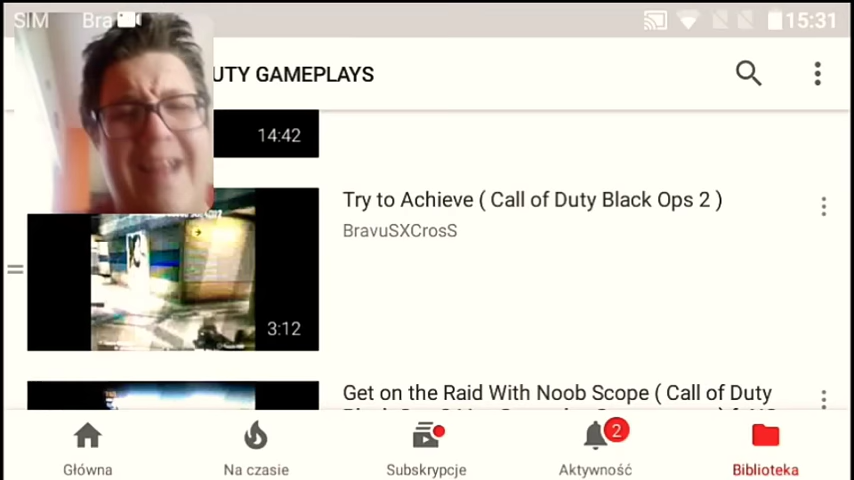 SIM Bra 15:31
UTY GAMEPLAYS
14:42
Try to Achieve ( Call of Duty Black Ops 2 )
BravuSXCrosS
3:12
Get on the Raid With Noob Scope ( Call of Duty
Główna Na czasie Subskrypcje Aktywność Biblioteka
2